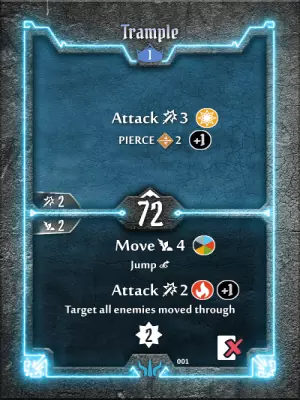 Trample
1
Attack 3
PIERCE 2 +1
2
72
2
Move 4
Jump
Attack 2 +1
Target all enemies moved through
2
001